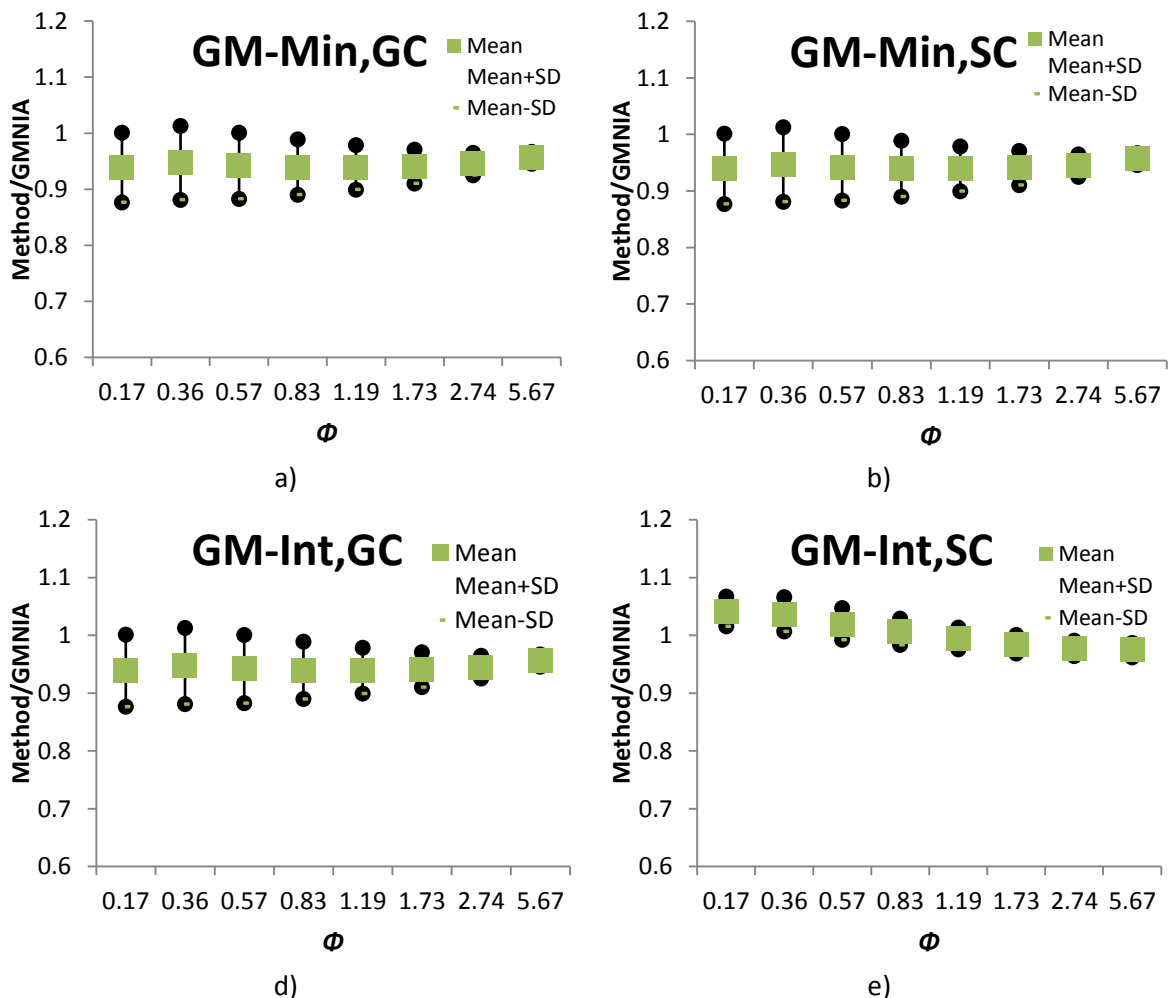 GM-Min,GC
Mean
Mean+SD
Mean-SD
Method/GMNIA
1.2
1.1
1
0.9
0.8
0.7
0.6
0.17 0.36 0.57 0.83 1.19 1.73 2.74 5.67
Φ
a)
GM-Min,SC
Mean
Mean+SD
Mean-SD
Method/GMNIA
1.2
1.1
1
0.9
0.8
0.7
0.6
0.17 0.36 0.57 0.83 1.19 1.73 2.74 5.67
Φ
b)
GM-Int,GC
Mean
Mean+SD
Mean-SD
Method/GMNIA
1.2
1.1
1
0.9
0.8
0.7
0.6
0.17 0.36 0.57 0.83 1.19 1.73 2.74 5.67
Φ
d)
GM-Int,SC
Mean
Mean+SD
Mean-SD
Method/GMNIA
1.2
1.1
1
0.9
0.8
0.7
0.6
0.17 0.36 0.57 0.83 1.19 1.73 2.74 5.67
Φ
e)